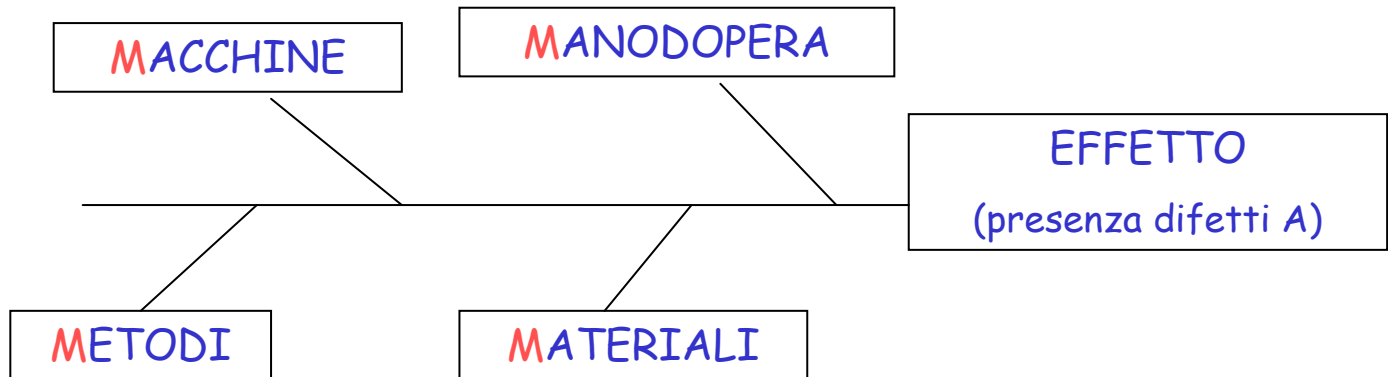 MACCHINE
MANODOPERA
EFFETTO
(presenza difetti A)
METODI
MATERIALI